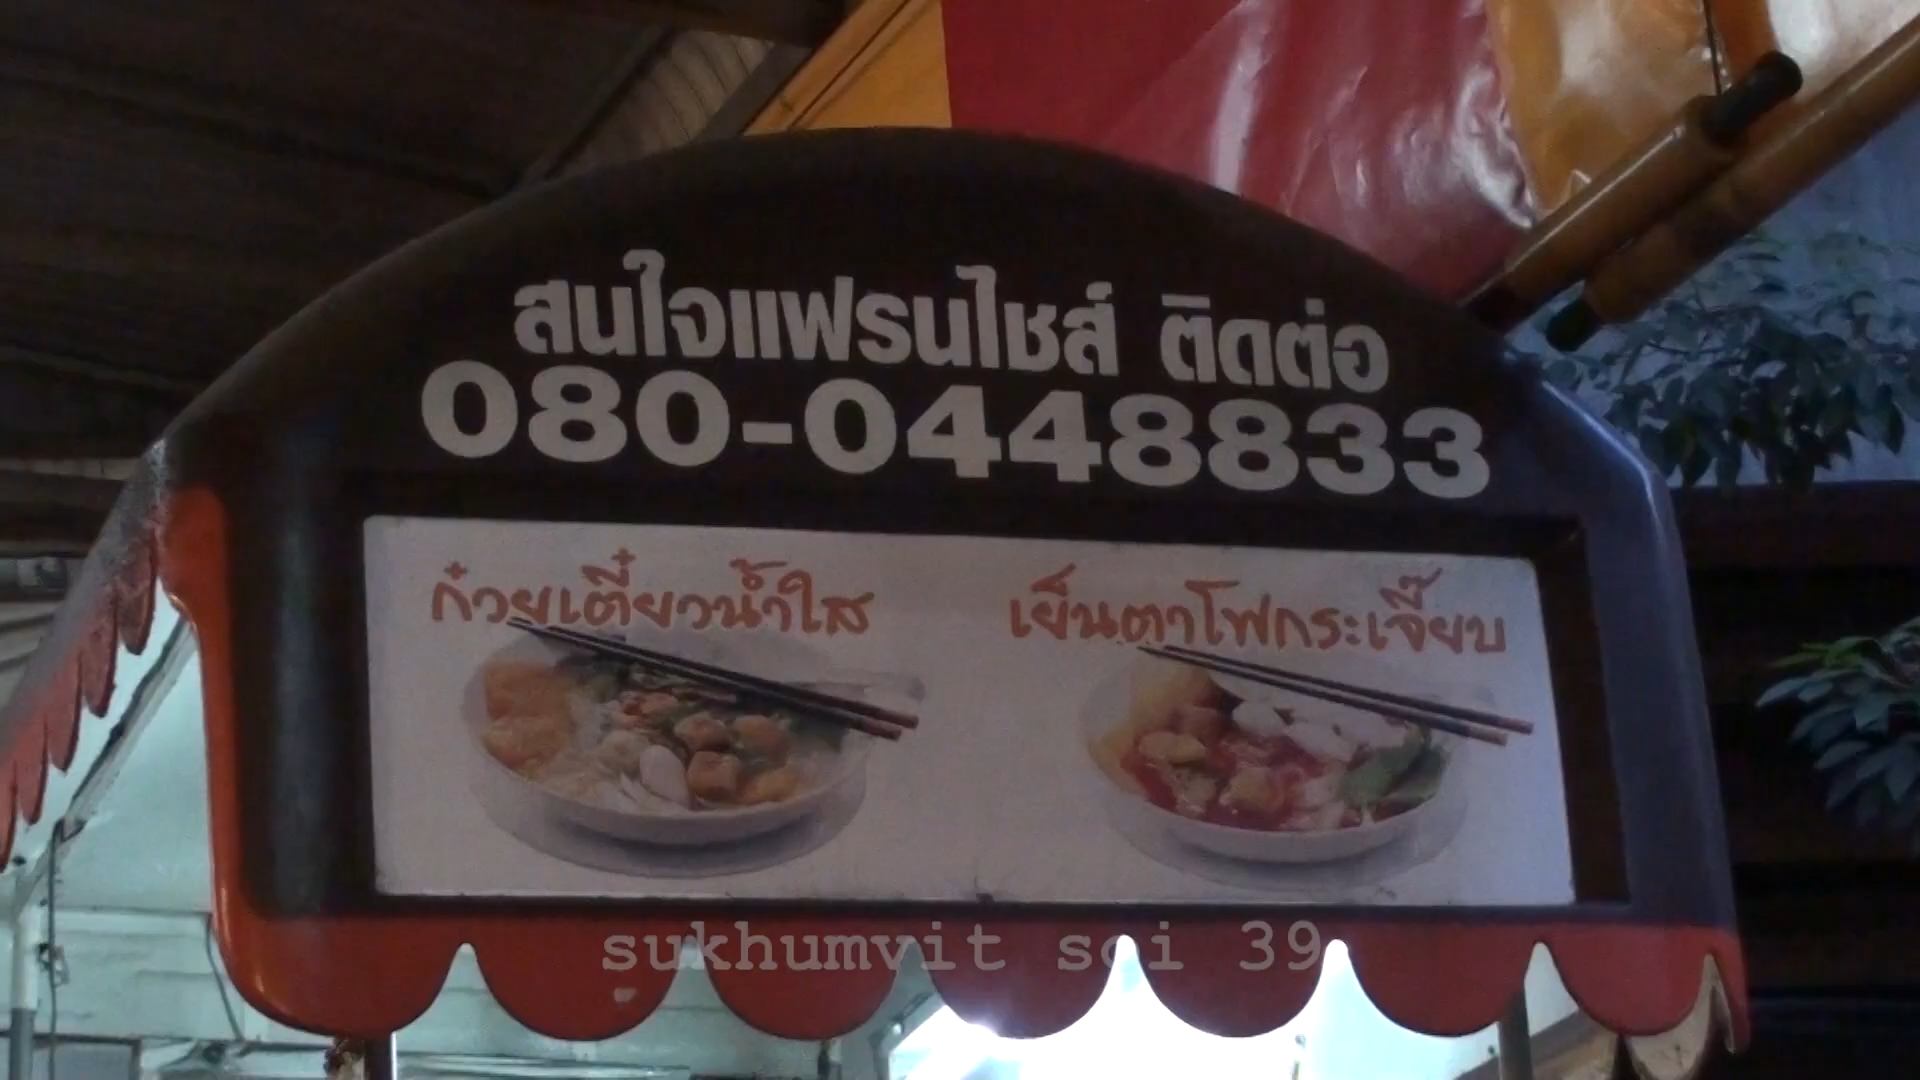 สนใจแฟรนไชส์ ติดต่อ
080-0448833
ก๋วยเตี๋ยวน้ำใส
เย็นตาโฟกระเจี๊ยบ
sukhumvit soi 39